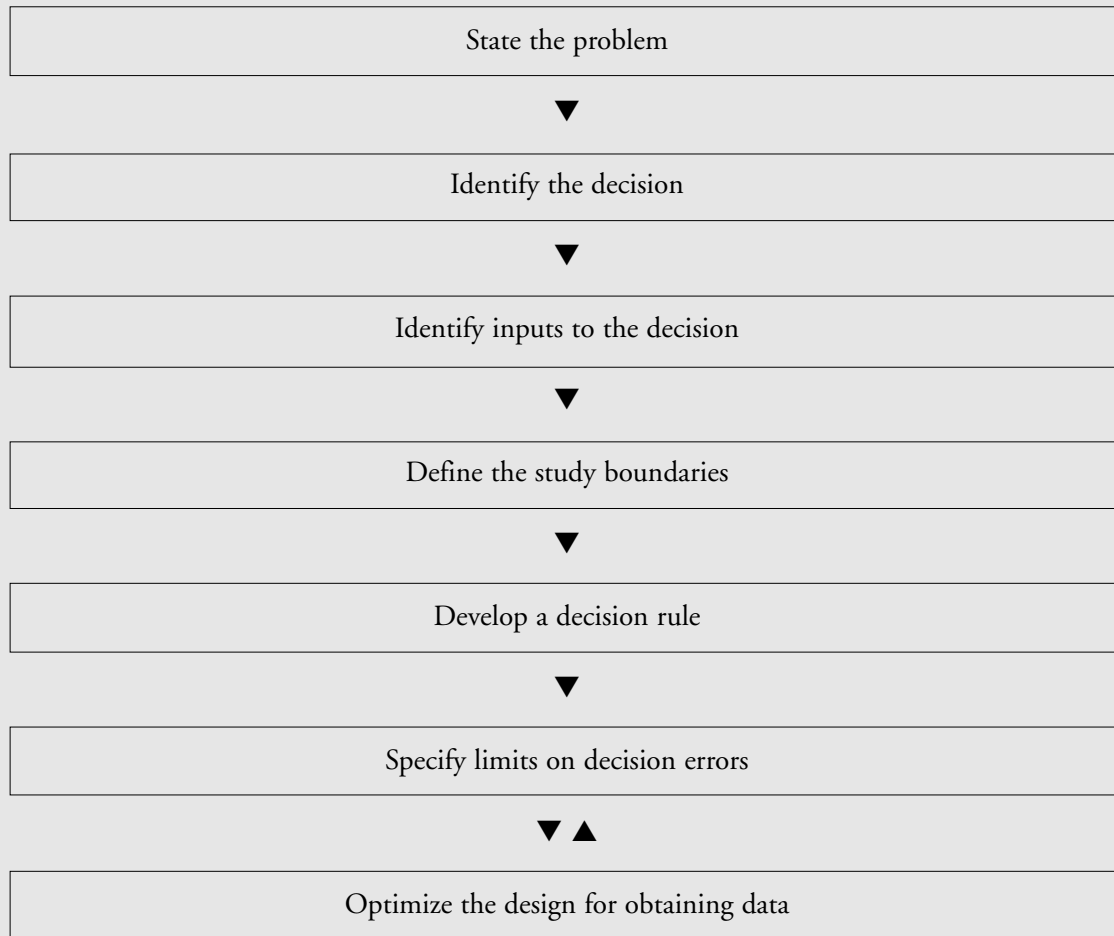 State the problem
▼
Identify the decision
▼
Identify inputs to the decision
▼
Define the study boundaries
▼
Develop a decision rule
▼
Specify limits on decision errors
▼ ▲
Optimize the design for obtaining data